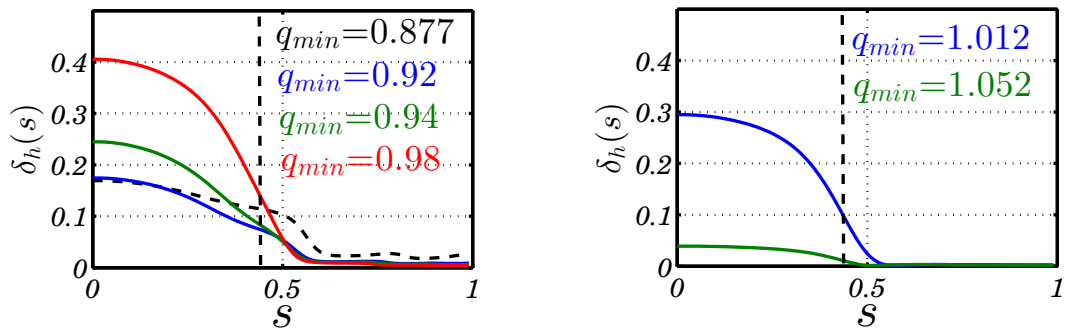 q_min=0.877
q_min=0.92
q_min=0.94
q_min=0.98
δ_h(s)
0.4
0.3
0.2
0.1
0
0 0.5 1
s
q_min=1.012
q_min=1.052
δ_h(s)
0.4
0.3
0.2
0.1
0
0 0.5 1
s